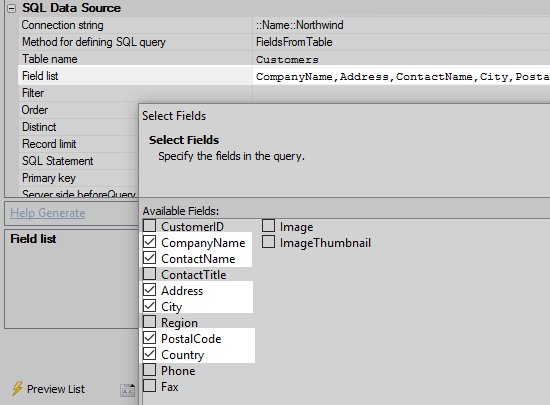 SQL Data Source
Connection string ::Name::Northwind
Method for defining SQL query FieldsFromTable
Table name Customers
Field list CompanyName,Address,ContactName,City,Posta
Filter
Order
Distinct
Record limit
SQL Statement
Primary key
Server side beforeQuery
Help Generate
Field list
Preview List
Select Fields
Select Fields
Specify the fields in the query.
Available Fields:
CustomerID
CompanyName
ContactName
ContactTitle
Address
City
Region
PostalCode
Country
Phone
Fax
Image
ImageThumbnail